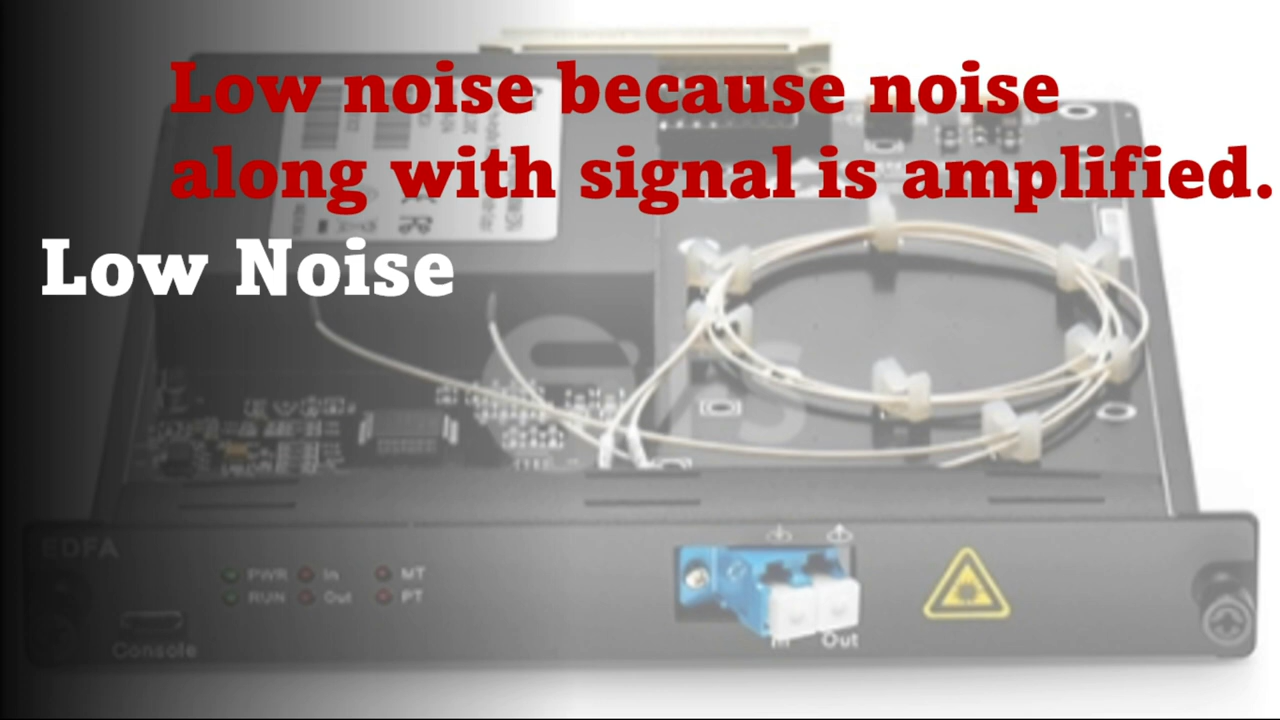 Low noise because noise
along with signal is amplified.
Low Noise
EDFA
PWR In MT
RUN Out PT
Console
In Out